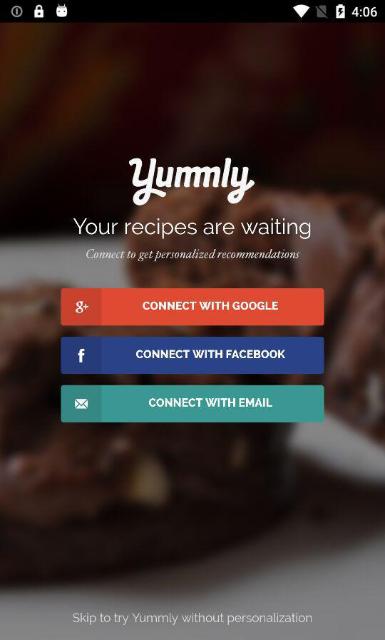 4:06
Yummly
Your recipes are waiting
Connect to get personalized recommendations
g+ CONNECT WITH GOOGLE
f CONNECT WITH FACEBOOK
CONNECT WITH EMAIL
Skip to try Yummly without personalization